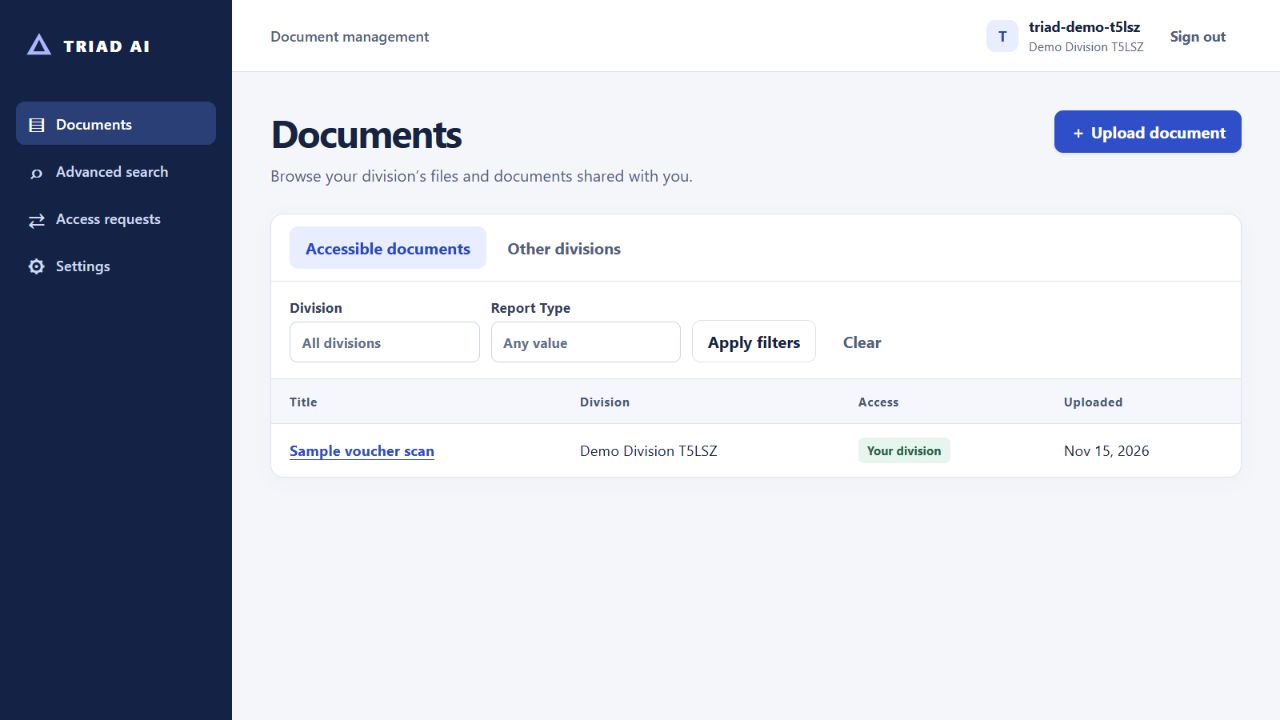 TRIAD AI
Documents
Advanced search
Access requests
Settings
Document management
T
triad-demo-t5lsz
Demo Division T5LSZ
Sign out
Documents
+ Upload document
Browse your division's files and documents shared with you.
Accessible documents
Other divisions
Division
Report Type
All divisions
Any value
Apply filters
Clear
Title Division Access Uploaded
Sample voucher scan Demo Division T5LSZ Your division Nov 15, 2026